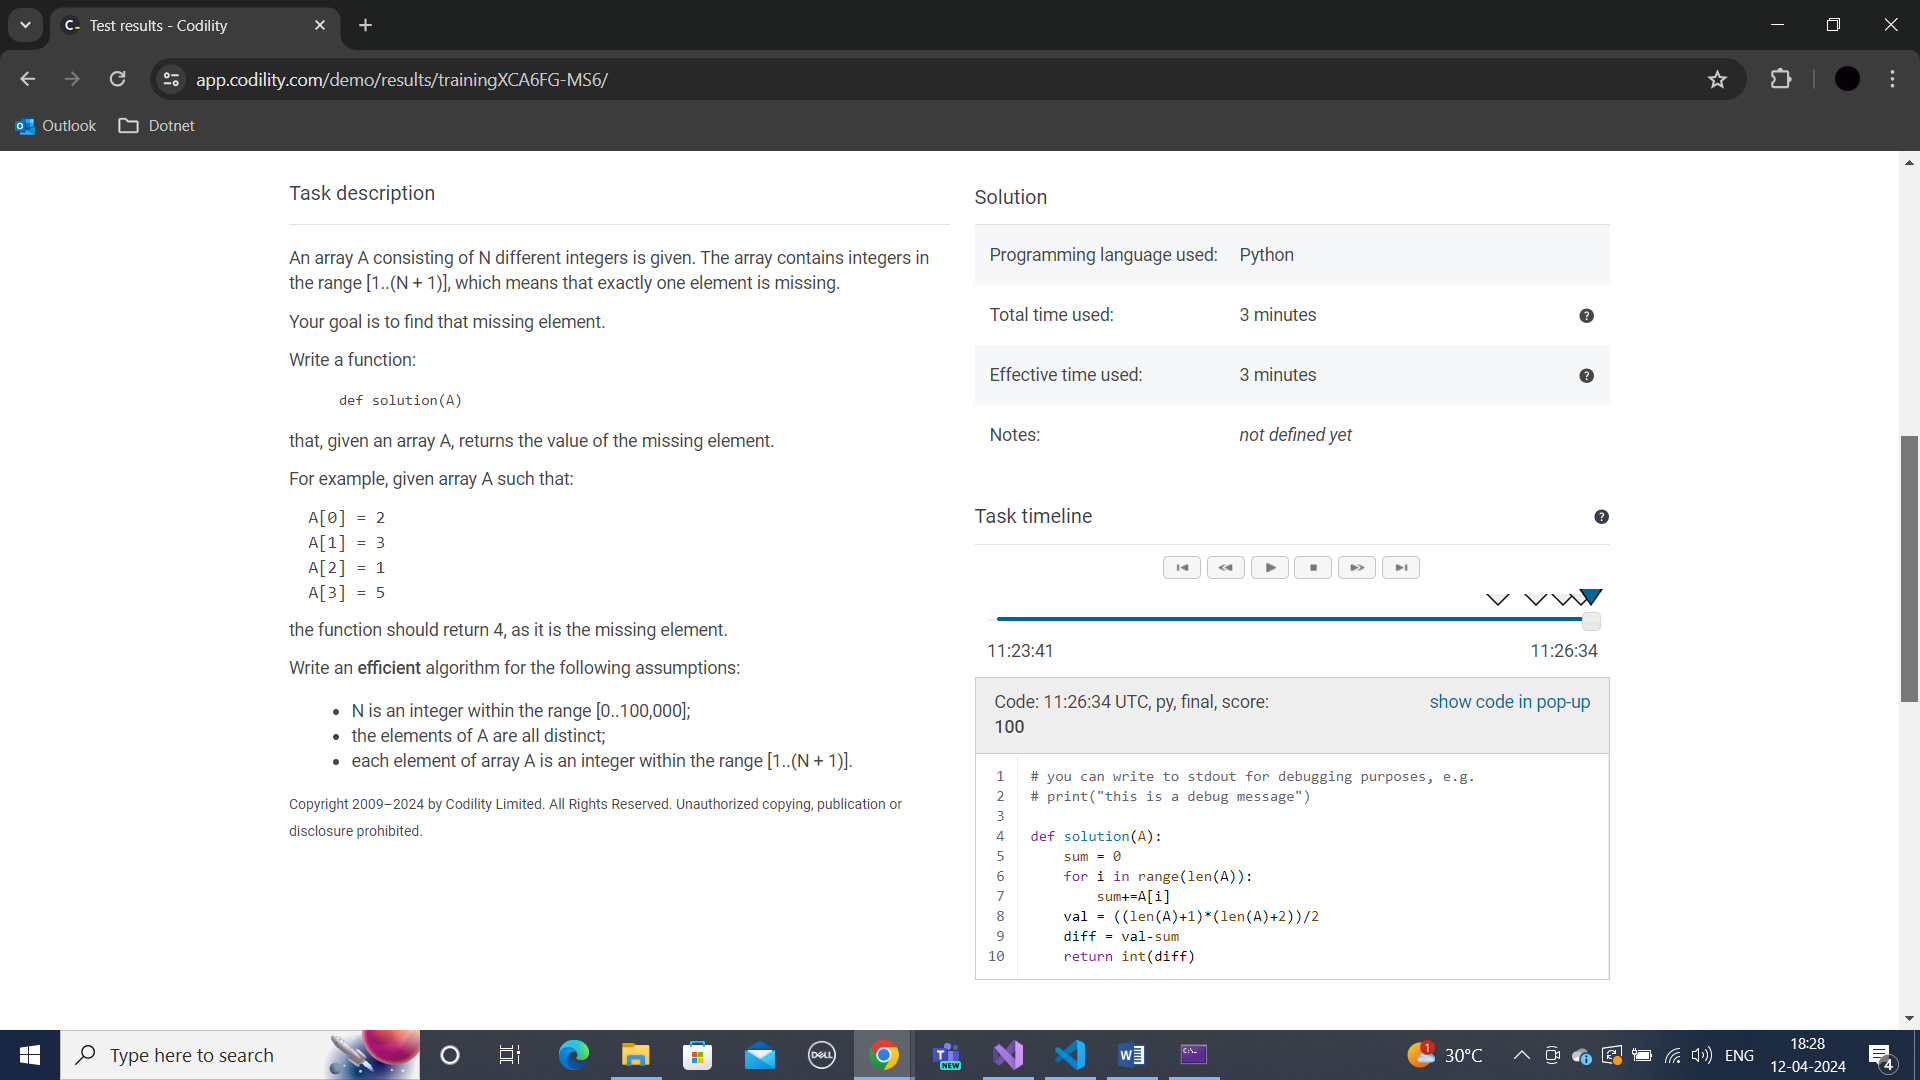 Test results - Codility
app.codility.com/demo/results/trainingXCA6FG-MS6/
Outlook
Dotnet
Task description
An array A consisting of N different integers is given. The array contains integers in
the range [1..(N + 1)], which means that exactly one element is missing.
Your goal is to find that missing element.
Write a function:
def solution(A)
that, given an array A, returns the value of the missing element.
For example, given array A such that:
A[0] = 2
A[1] = 3
A[2] = 1
A[3] = 5
the function should return 4, as it is the missing element.
Write an efficient algorithm for the following assumptions:
• N is an integer within the range [0..100,000];
• the elements of A are all distinct;
• each element of array A is an integer within the range [1..(N + 1)].
Copyright 2009–2024 by Codility Limited. All Rights Reserved. Unauthorized copying, publication or
disclosure prohibited.
Solution
Programming language used: Python
Total time used: 3 minutes
Effective time used: 3 minutes
Notes: not defined yet
Task timeline
11:23:41 11:26:34
Code: 11:26:34 UTC, py, final, score: show code in pop-up
100
1 # you can write to stdout for debugging purposes, e.g.
2 # print("this is a debug message")
3
4 def solution(A):
5 sum = 0
6 for i in range(len(A)):
7 sum+=A[i]
8 val = ((len(A)+1)*(len(A)+2))/2
9 diff = val-sum
10 return int(diff)
Type here to search
DELL
NEW
1
30°C
ENG
18:28
12-04-2024
4